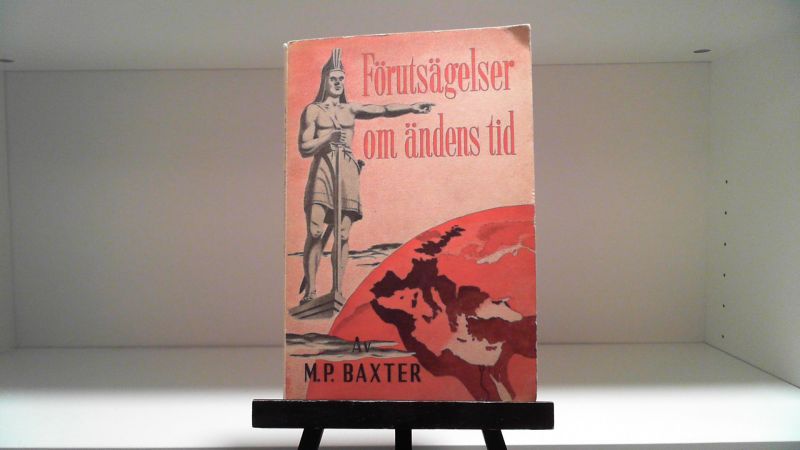 Förutsägelser
om ändens tid
Av
M.P. BAXTER